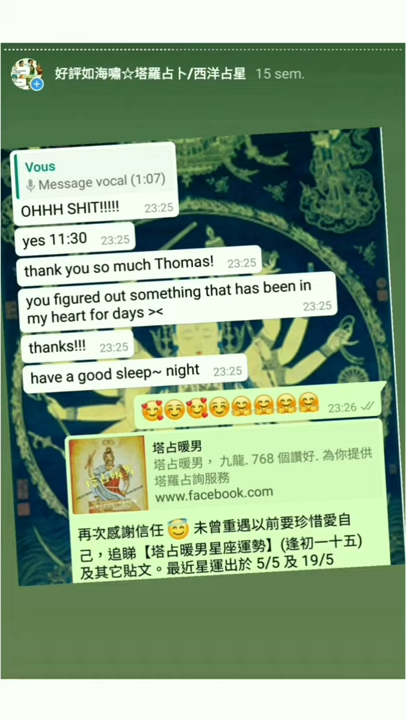 好評如海嘯☆塔羅占卜/西洋占星 15 sem.
Vous
Message vocal (1:07)
OHHH SHIT!!!!! 23:25
yes 11:30 23:25
thank you so much Thomas! 23:25
you figured out something that has been in
my heart for days >< 23:25
thanks!!! 23:25
have a good sleep~ night 23:25
🥰☺️🥰☺️🤗🤗🤗🤗 23:26
塔占暖男
塔占暖男， 九龍. 768 個讚好. 為你提供
塔羅占詢服務
www.facebook.com
再次感謝信任 😇 未曾重遇以前要珍惜愛自
己，追睇【塔占暖男星座運勢】(逢初一十五)
及其它貼文。最近星運出於 5/5 及 19/5